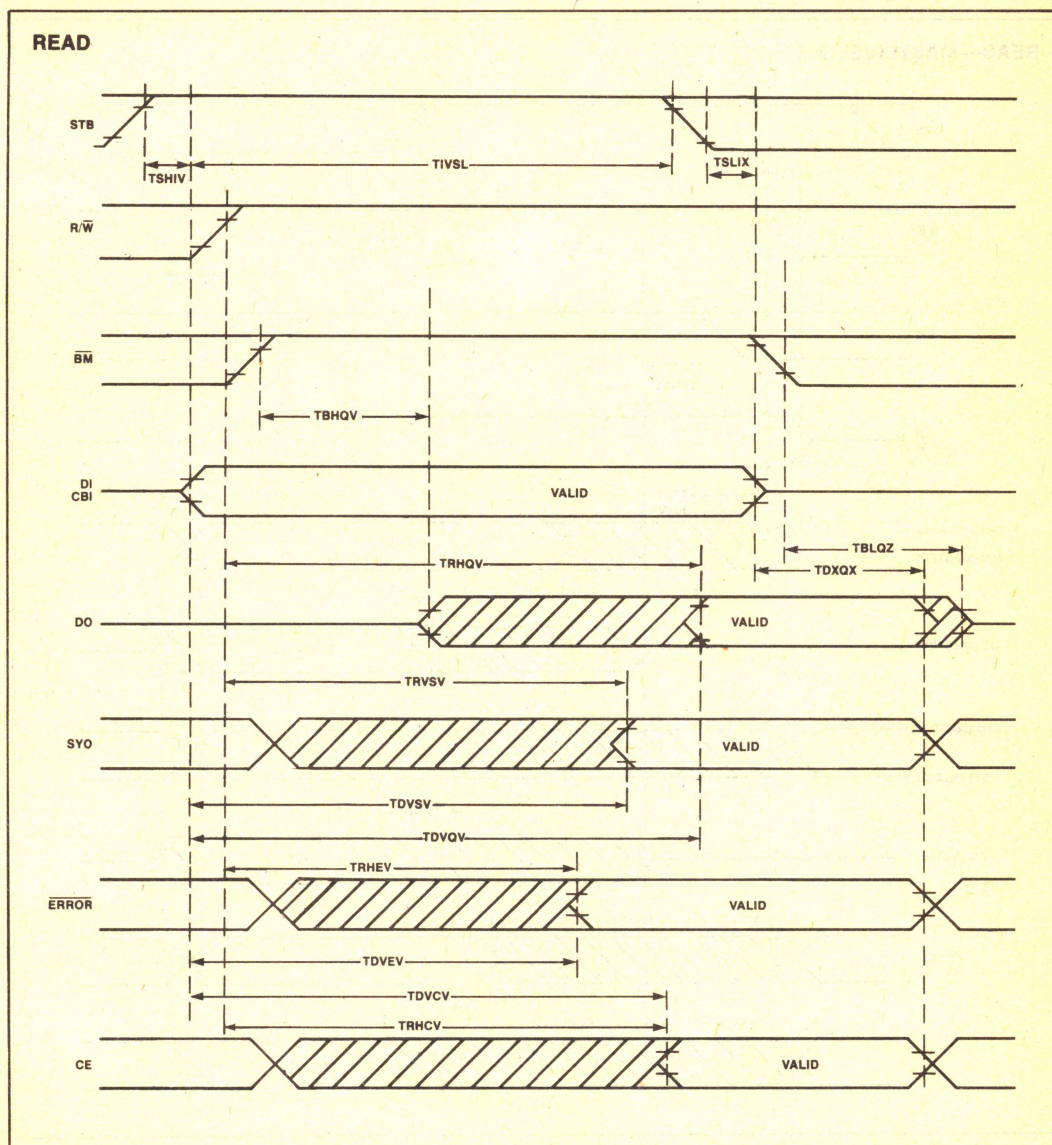 READ
STB
TSHIV
TIVSL
TSLIX
R/W̅
B̅M̅
TBHQV
DI
CBI
VALID
TRHQV
TBLQZ
TDXQX
DO
VALID
TRVSV
SYO
VALID
TDVSV
TDVQV
TRHEV
E̅R̅R̅O̅R̅
VALID
TDVEV
TDVCV
TRHCV
CE
VALID